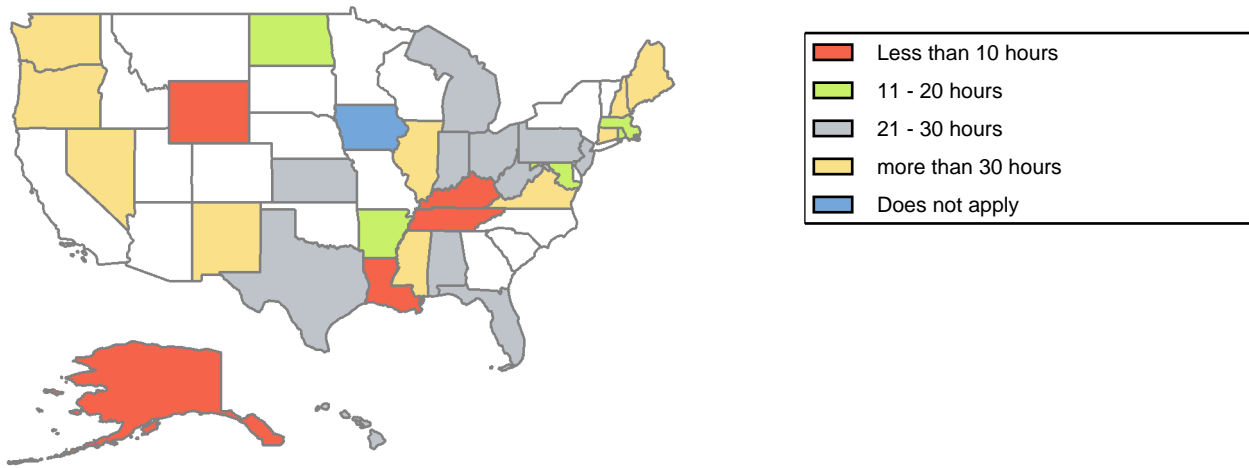 Less than 10 hours
11 - 20 hours
21 - 30 hours
more than 30 hours
Does not apply